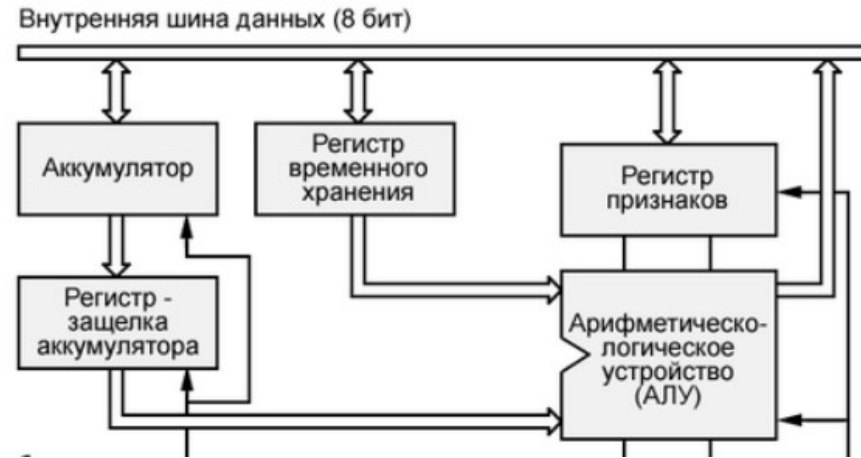 Внутренняя шина данных (8 бит)
Аккумулятор
Регистр
временного
хранения
Регистр
признаков
Регистр -
защелка
аккумулятора
Арифметическо-
логическое
устройство
(АЛУ)